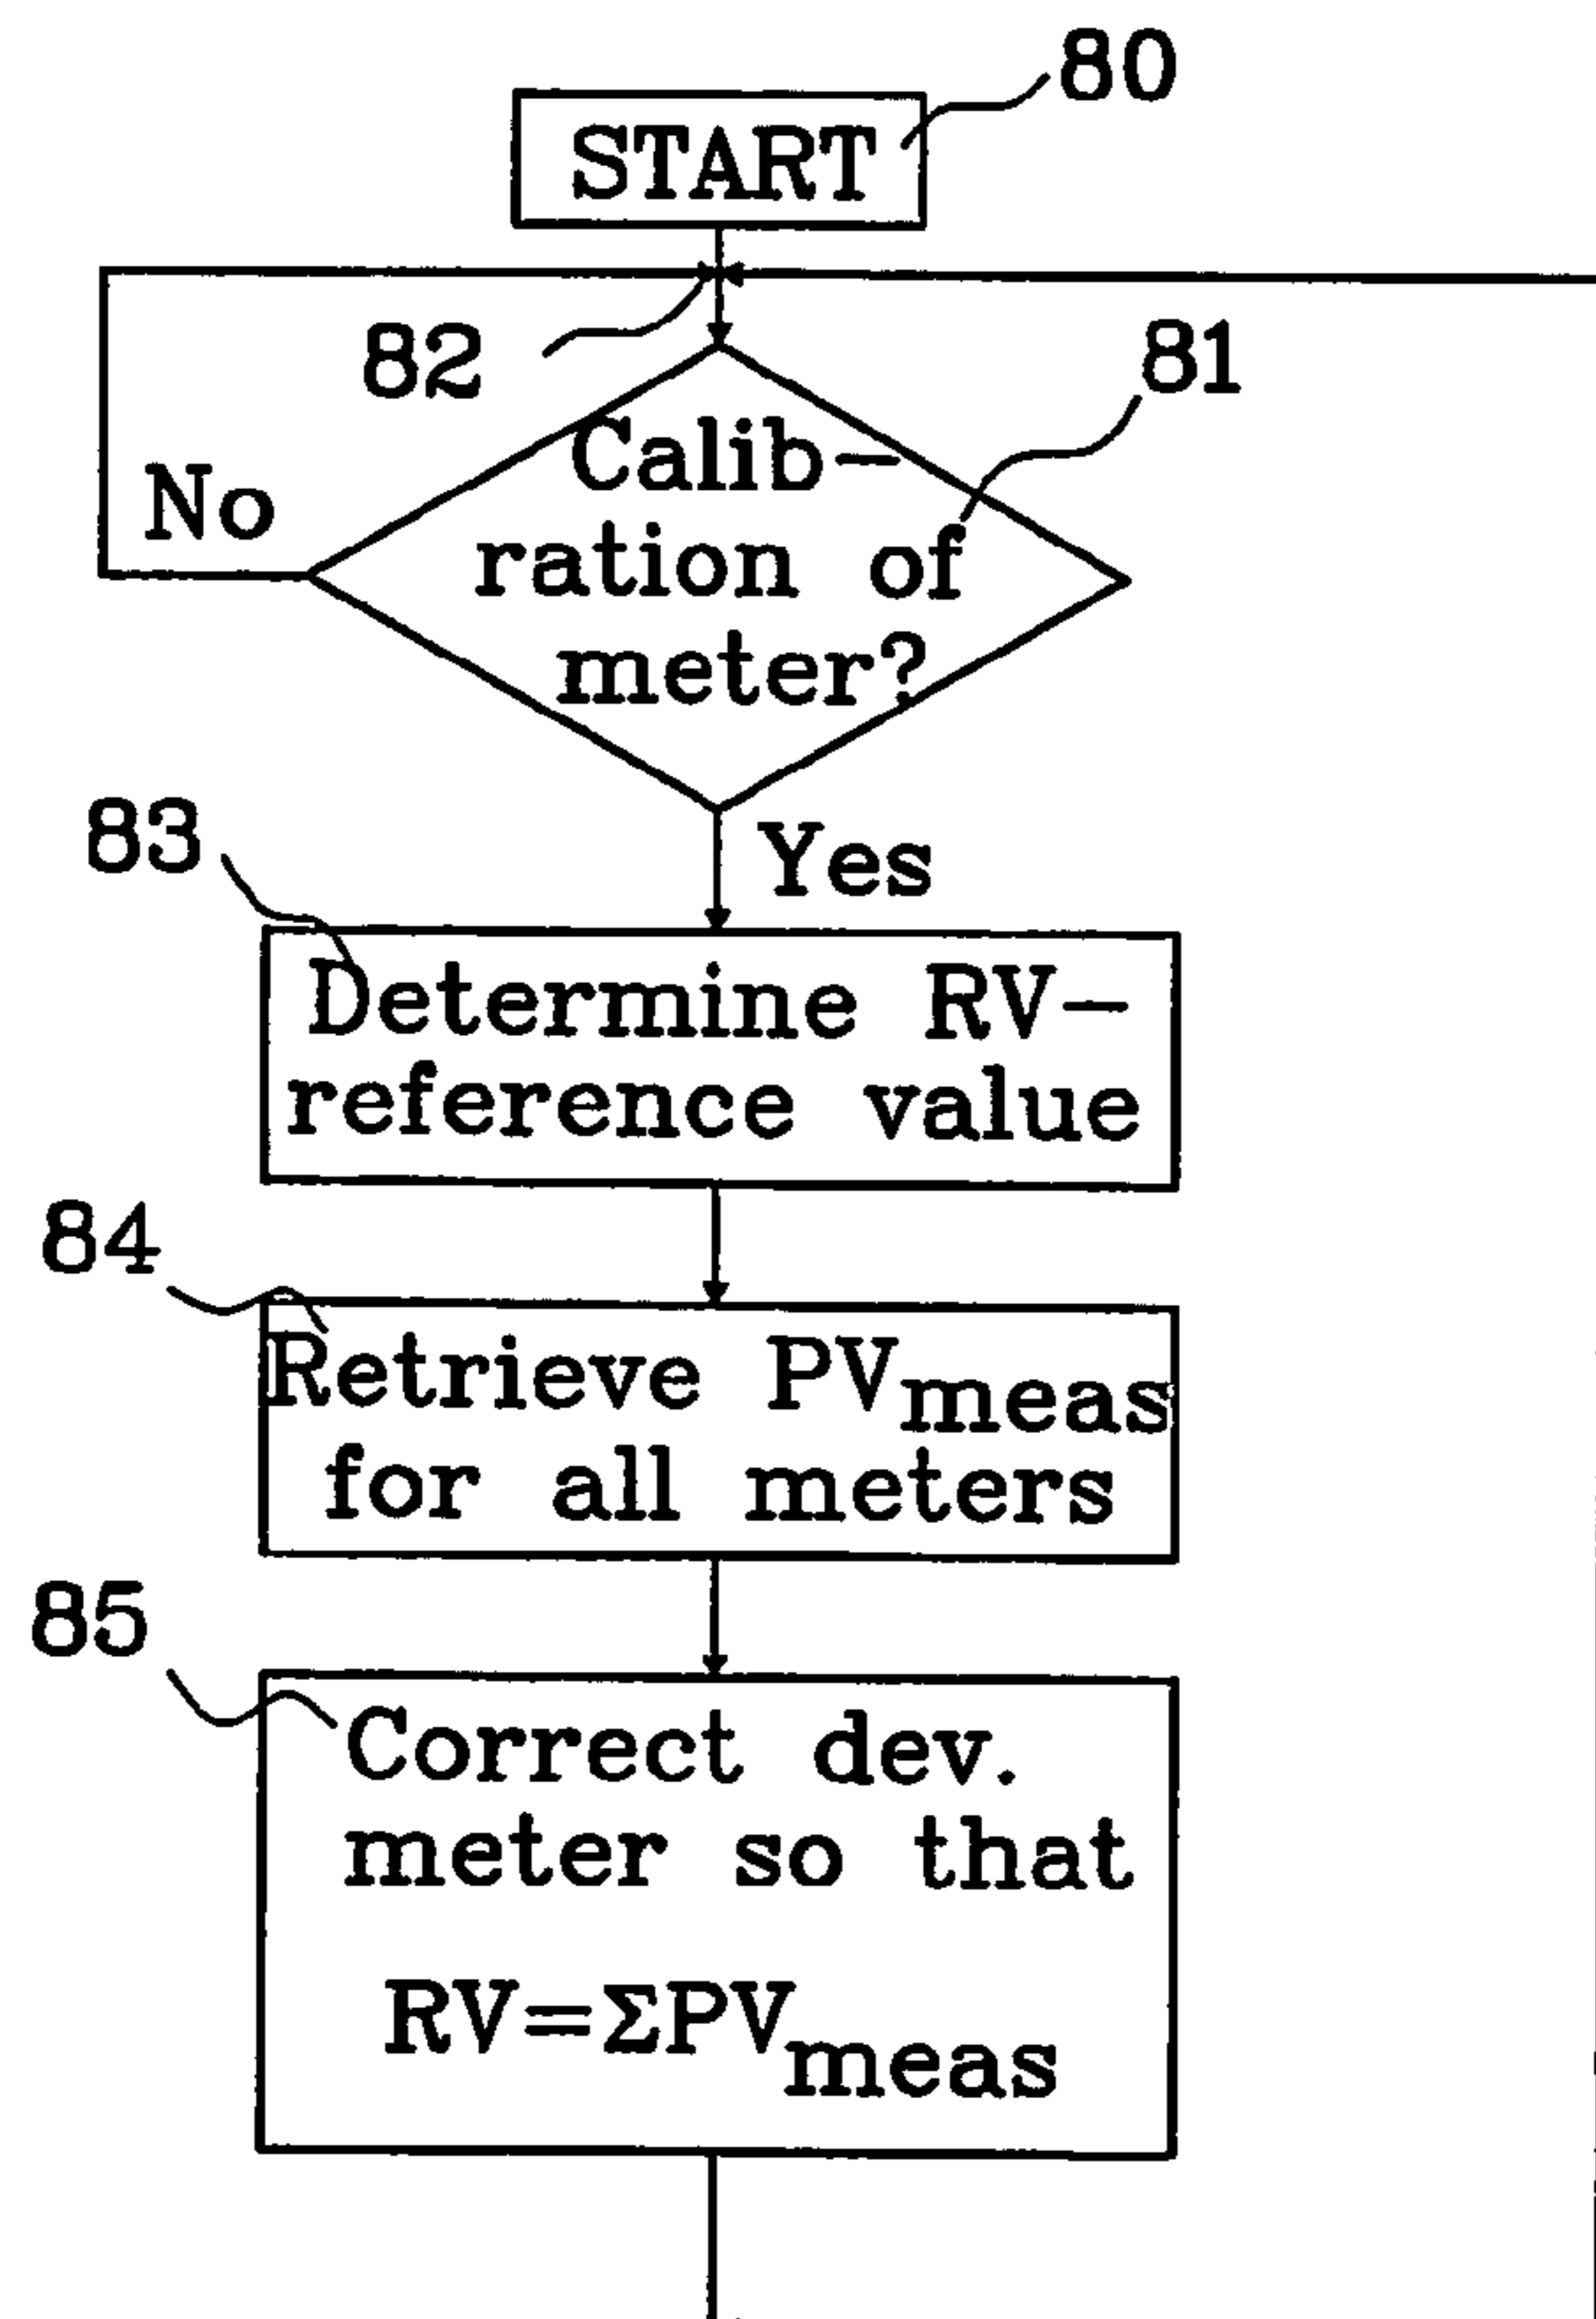 80
START
82
81
No
Calib-
ration of
meter?
83
Yes
Determine RV-
reference value
84
Retrieve PVmeas
for all meters
85
Correct dev.
meter so that
RV=ΣPVmeas